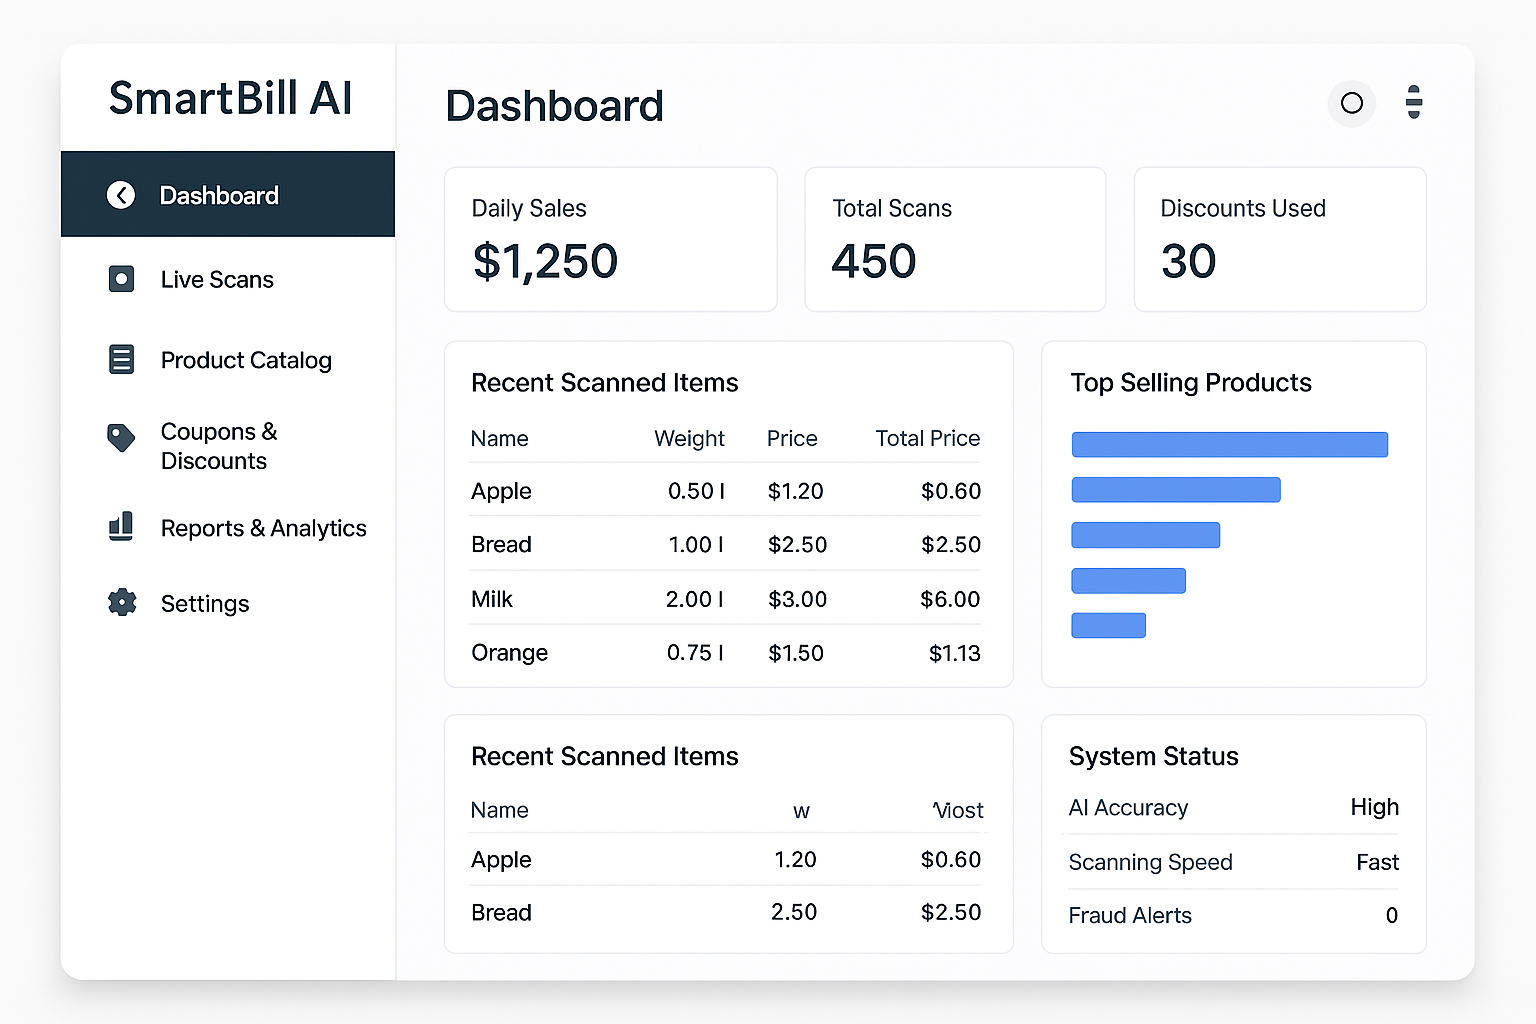 SmartBill AI
Dashboard
Live Scans
Product Catalog
Coupons &
Discounts
Reports & Analytics
Settings
Dashboard
Daily Sales
$1,250
Total Scans
450
Discounts Used
30
Recent Scanned Items
Name Weight Price Total Price
Apple 0.50 l $1.20 $0.60
Bread 1.00 l $2.50 $2.50
Milk 2.00 l $3.00 $6.00
Orange 0.75 l $1.50 $1.13
Top Selling Products
Recent Scanned Items
Name w
Apple 1.20 $0.60
Bread 2.50 $2.50
System Status
AI Accuracy High
Scanning Speed Fast
Fraud Alerts 0